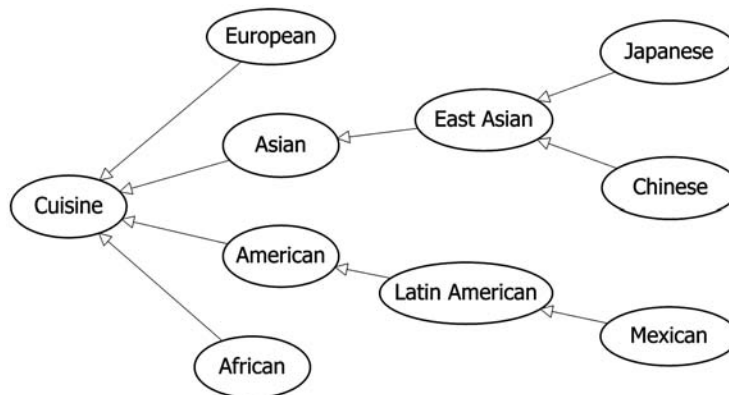 European
Japanese
East Asian
Asian
Chinese
Cuisine
American
Latin American
Mexican
African